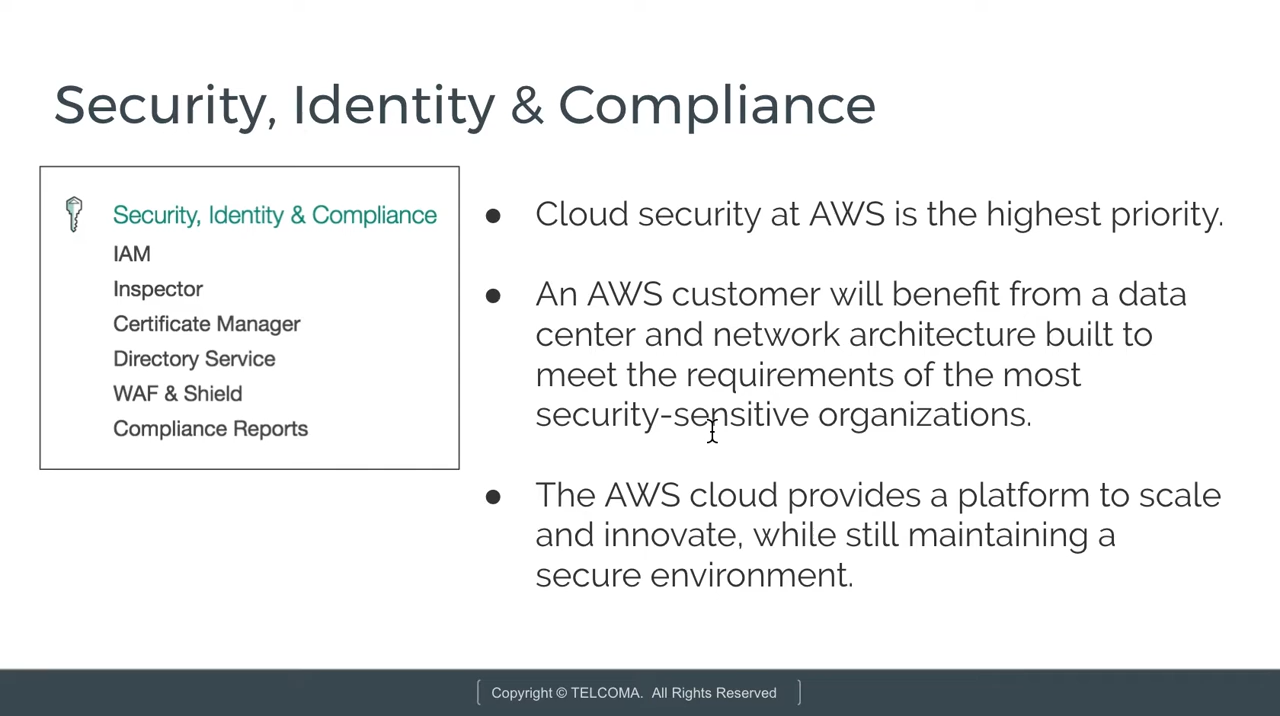 Security, Identity & Compliance
Security, Identity & Compliance
IAM
Inspector
Certificate Manager
Directory Service
WAF & Shield
Compliance Reports
● Cloud security at AWS is the highest priority.
● An AWS customer will benefit from a data
center and network architecture built to
meet the requirements of the most
security-sensitive organizations.
● The AWS cloud provides a platform to scale
and innovate, while still maintaining a
secure environment.
Copyright © TELCOMA. All Rights Reserved